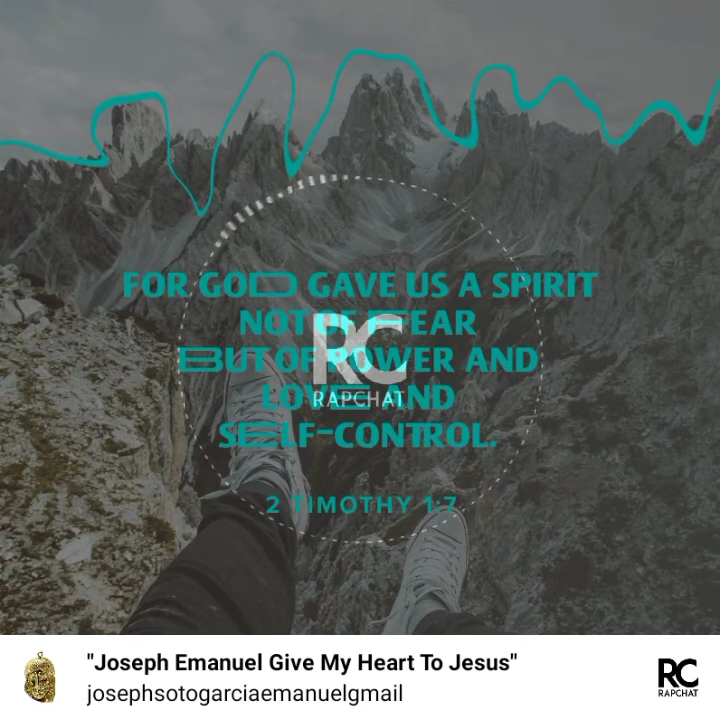 FOR GOD GAVE US A SPIRIT
NOT OF FEAR
BUT OF POWER AND
LOVE AND
SELF-CONTROL.
RC
RAPCHAT
2 TIMOTHY 1:7
"Joseph Emanuel Give My Heart To Jesus"
josephsotogarciaemanuelgmail
RC
RAPCHAT